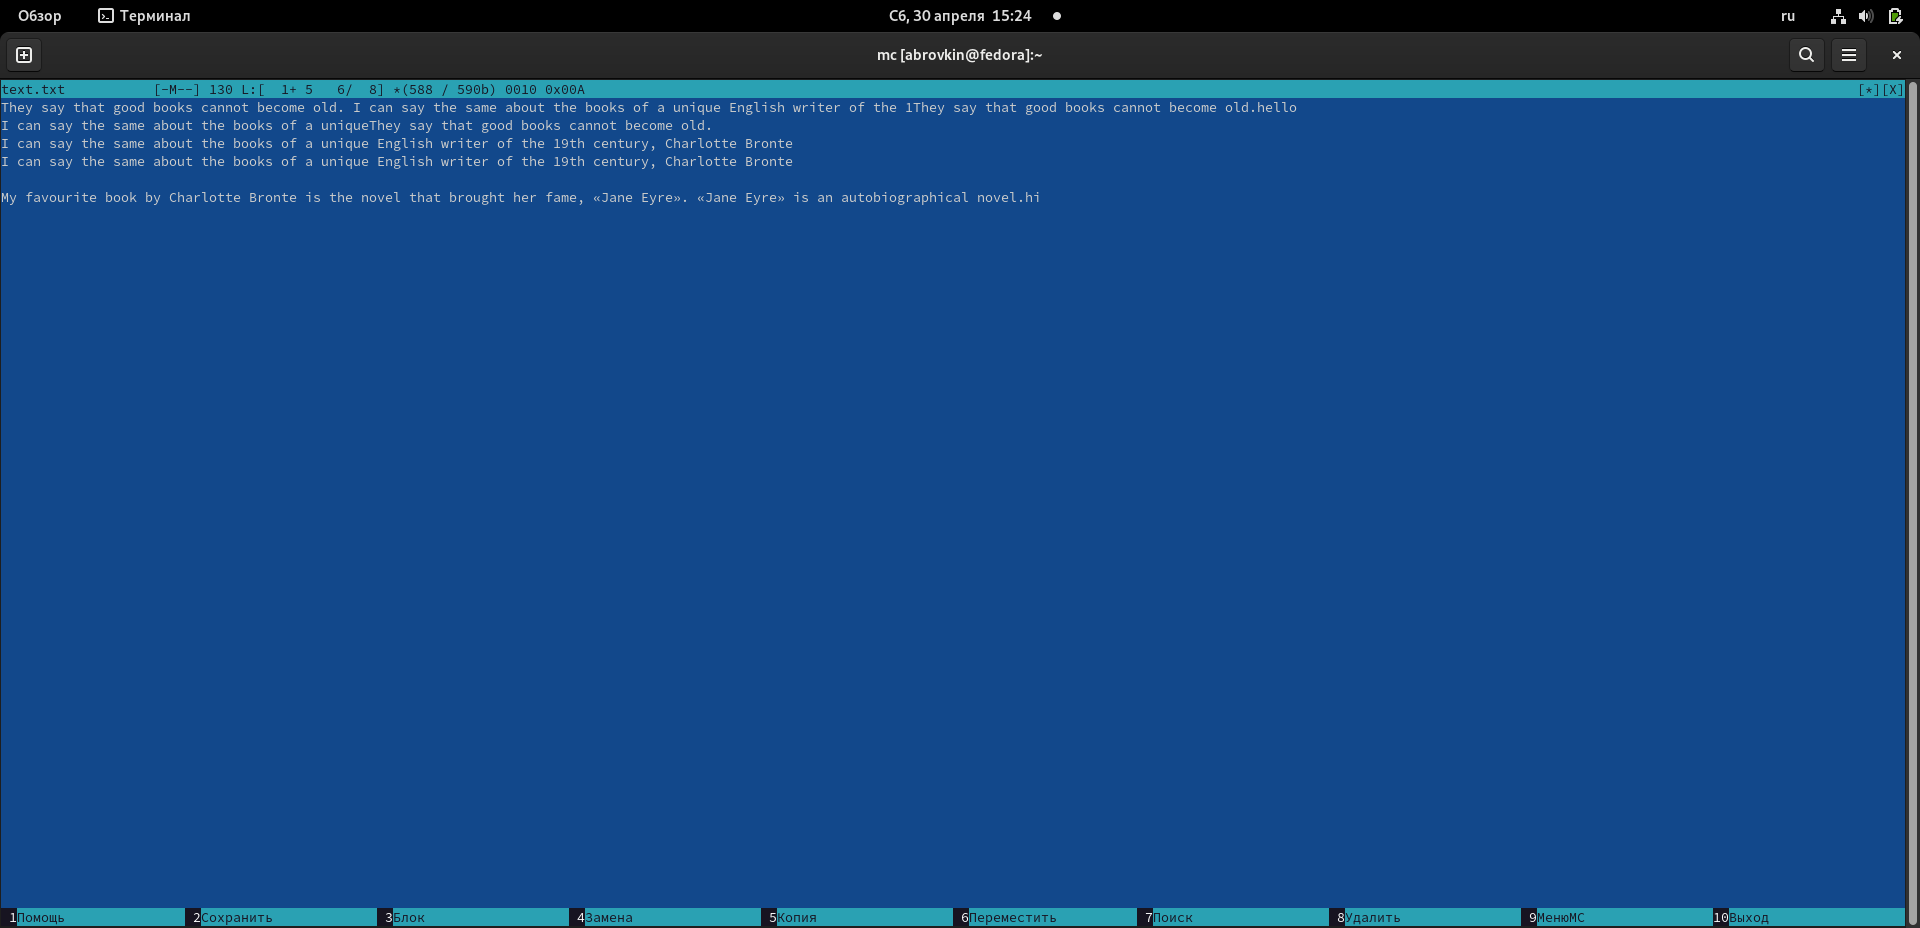 Обзор Терминал Сб, 30 апреля 15:24 ru
mc [abrovkin@fedora]:~
text.txt [-M--] 130 L:[ 1+ 5 6/ 8] *(588 / 590b) 0010 0x00A [*][X]
They say that good books cannot become old. I can say the same about the books of a unique English writer of the 1They say that good books cannot become old.hello
I can say the same about the books of a uniqueThey say that good books cannot become old.
I can say the same about the books of a unique English writer of the 19th century, Charlotte Bronte
I can say the same about the books of a unique English writer of the 19th century, Charlotte Bronte
My favourite book by Charlotte Bronte is the novel that brought her fame, «Jane Eyre». «Jane Eyre» is an autobiographical novel.hi
1Помощь 2Сохранить 3Блок 4Замена 5Копия 6Переместить 7Поиск 8Удалить 9МенюMC 10Выход